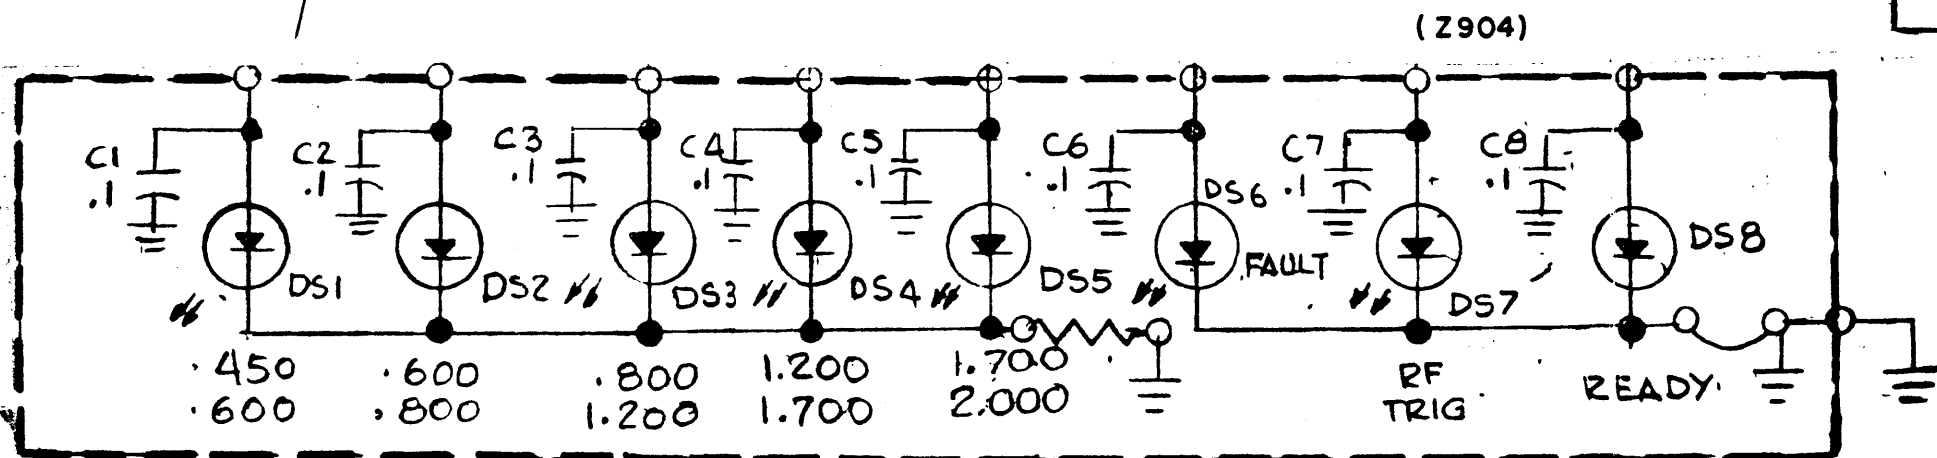 (Z904)
C1
.1
C2
.1
C3
.1
C4
.1
C5
.1
C6
.1
C7
.1
C8
.1
DS1
DS2
DS3
DS4
DS5
DS6
FAULT
DS7
DS8
.450
.600
.600
.800
.800
1.200
1.200
1.700
1.700
2.000
RF
TRIG
READY